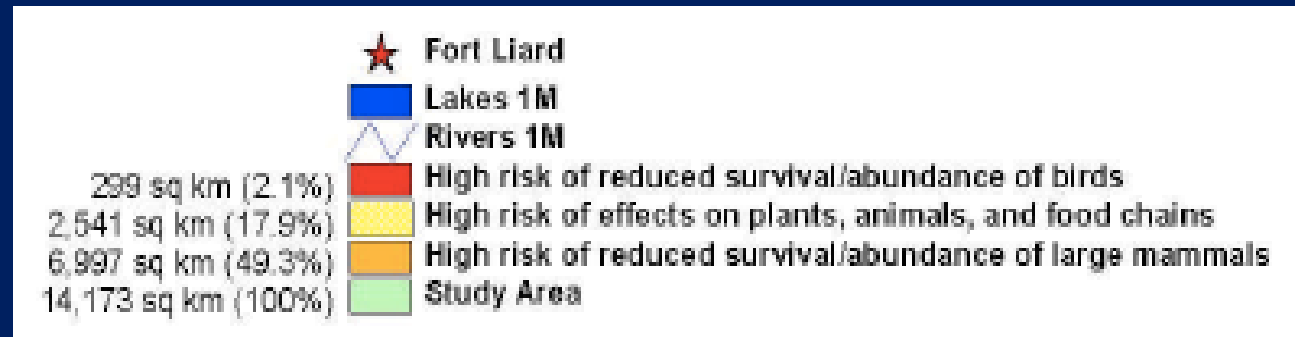 Fort Liard
Lakes 1M
Rivers 1M
299 sq km (2.1%) High risk of reduced survival/abundance of birds
2,541 sq km (17.9%) High risk of effects on plants, animals, and food chains
6,997 sq km (49.3%) High risk of reduced survival/abundance of large mammals
14,173 sq km (100%) Study Area